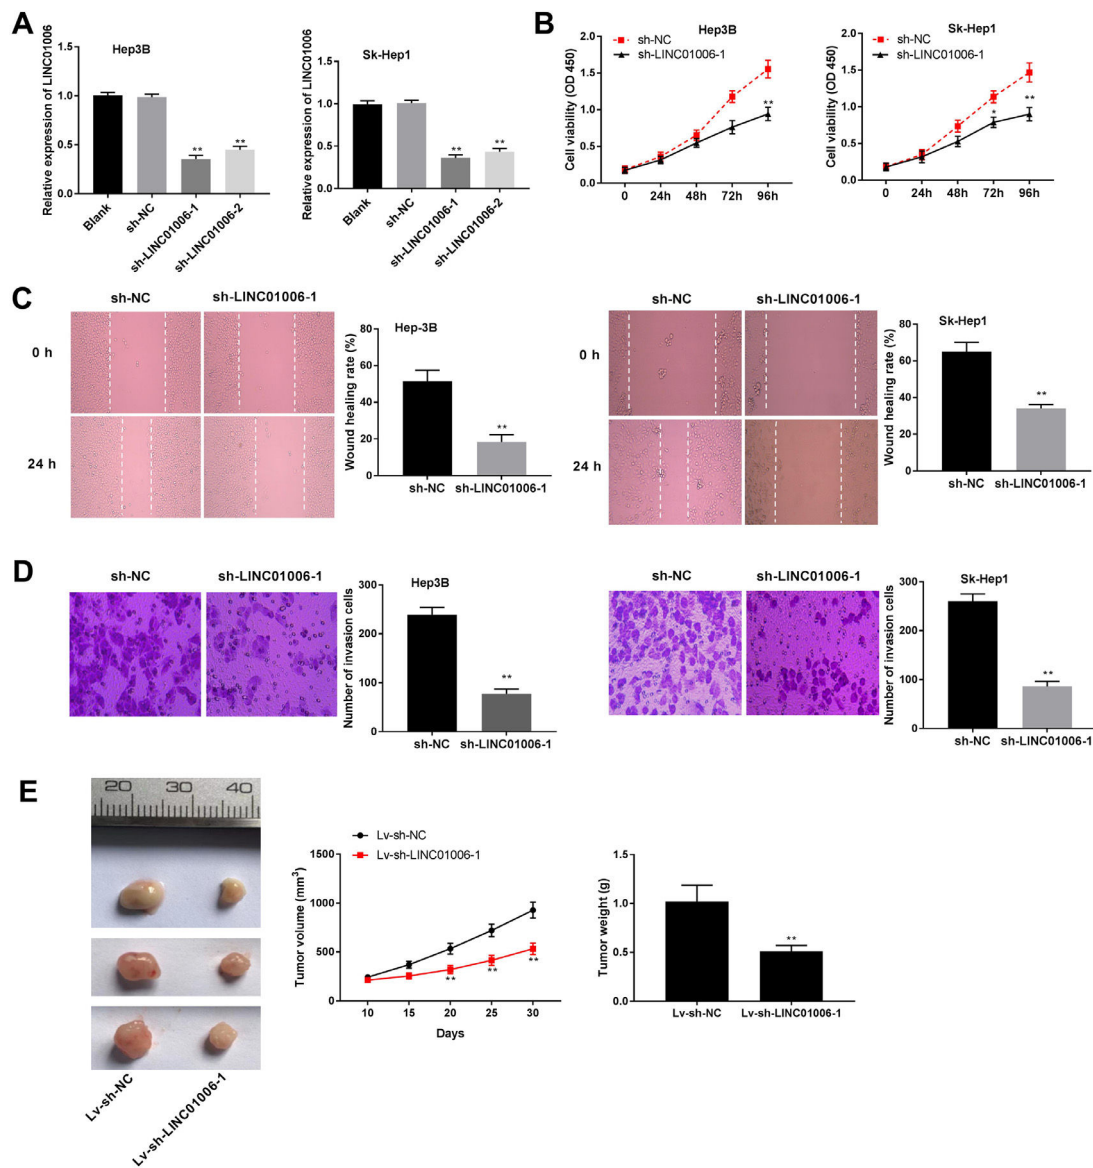 A
Relative expression of LINC01006
Hep3B
1.5
1.0
0.5
0.0
Blank
sh-NC
sh-LINC01006-1
sh-LINC01006-2
**
**
Relative expression of LINC01006
Sk-Hep1
1.5
1.0
0.5
0.0
Blank
sh-NC
sh-LINC01006-1
sh-LINC01006-2
**
**
B
Hep3B
sh-NC
sh-LINC01006-1
Cell viability (OD 450)
2.0
1.5
1.0
0.5
0.0
0 24h 48h 72h 96h
**
Sk-Hep1
sh-NC
sh-LINC01006-1
Cell viability (OD 450)
2.0
1.5
1.0
0.5
0.0
0 24h 48h 72h 96h
*
**
C
sh-NC sh-LINC01006-1
0 h
24 h
Hep-3B
Wound healing rate (%)
80
60
40
20
0
**
sh-NC sh-LINC01006-1
sh-NC sh-LINC01006-1
0 h
24 h
Sk-Hep1
Wound healing rate (%)
80
60
40
20
0
**
sh-NC sh-LINC01006-1
D
sh-NC sh-LINC01006-1
Hep3B
Number of invasion cells
300
200
100
0
**
sh-NC sh-LINC01006-1
sh-NC sh-LINC01006-1
Sk-Hep1
Number of invasion cells
300
200
100
0
**
sh-NC sh-LINC01006-1
E
20 30 40
Lv-sh-NC
Lv-sh-LINC01006-1
Lv-sh-NC
Lv-sh-LINC01006-1
Tumor volume (mm³)
1500
1000
500
0
** ** **
10 15 20 25 30
Days
Tumor weight (g)
1.5
1.0
0.5
0.0
**
Lv-sh-NC Lv-sh-LINC01006-1